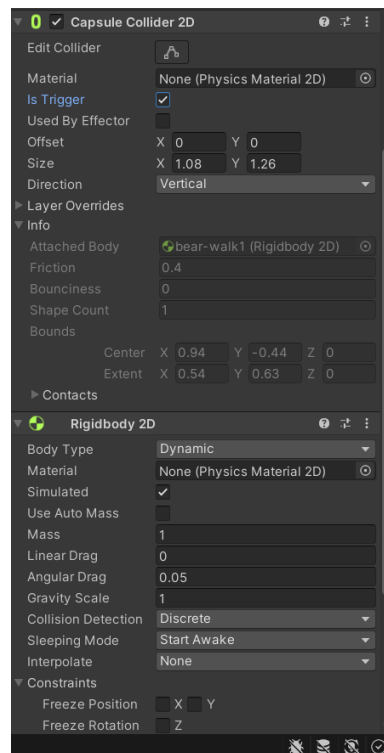 Capsule Collider 2D
Edit Collider
Material None (Physics Material 2D)
Is Trigger
Used By Effector
Offset X 0 Y 0
Size X 1.08 Y 1.26
Direction Vertical
Layer Overrides
Info
Attached Body bear-walk1 (Rigidbody 2D)
Friction 0.4
Bounciness 0
Shape Count 1
Bounds
Center X 0.94 Y -0.44 Z 0
Extent X 0.54 Y 0.63 Z 0
Contacts
Rigidbody 2D
Body Type Dynamic
Material None (Physics Material 2D)
Simulated
Use Auto Mass
Mass 1
Linear Drag 0
Angular Drag 0.05
Gravity Scale 1
Collision Detection Discrete
Sleeping Mode Start Awake
Interpolate None
Constraints
Freeze Position X Y
Freeze Rotation Z